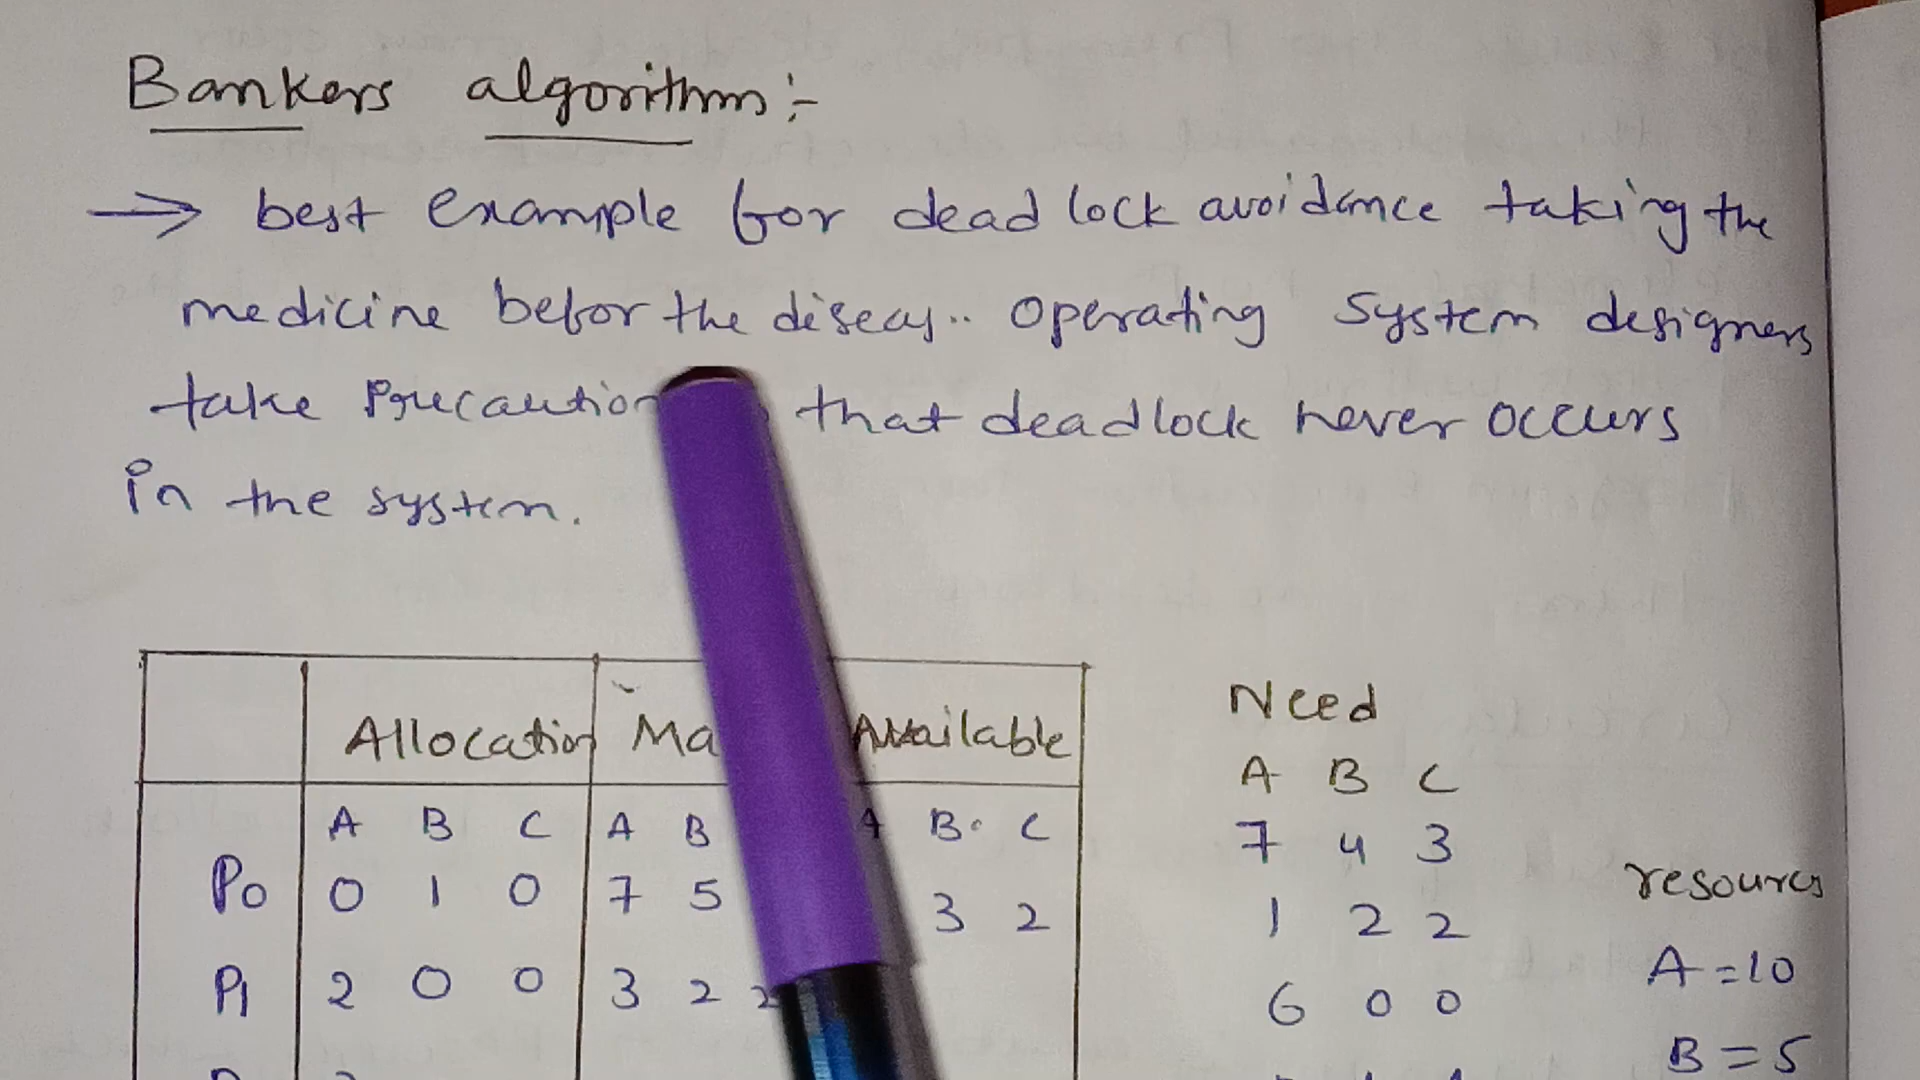 Bankers algorithm:-
→ best example for dead lock avoidance taking the
medicine befor the diseas.. operating system designers
take Precaution that deadlock never occurs
in the system.
Allocation Available
A B C A B B C
P0 0 1 0 7 5 3 2
P1 2 0 0 3 2 2
Need
A B C
7 4 3
1 2 2
6 0 0
resources
A = 10
B = 5